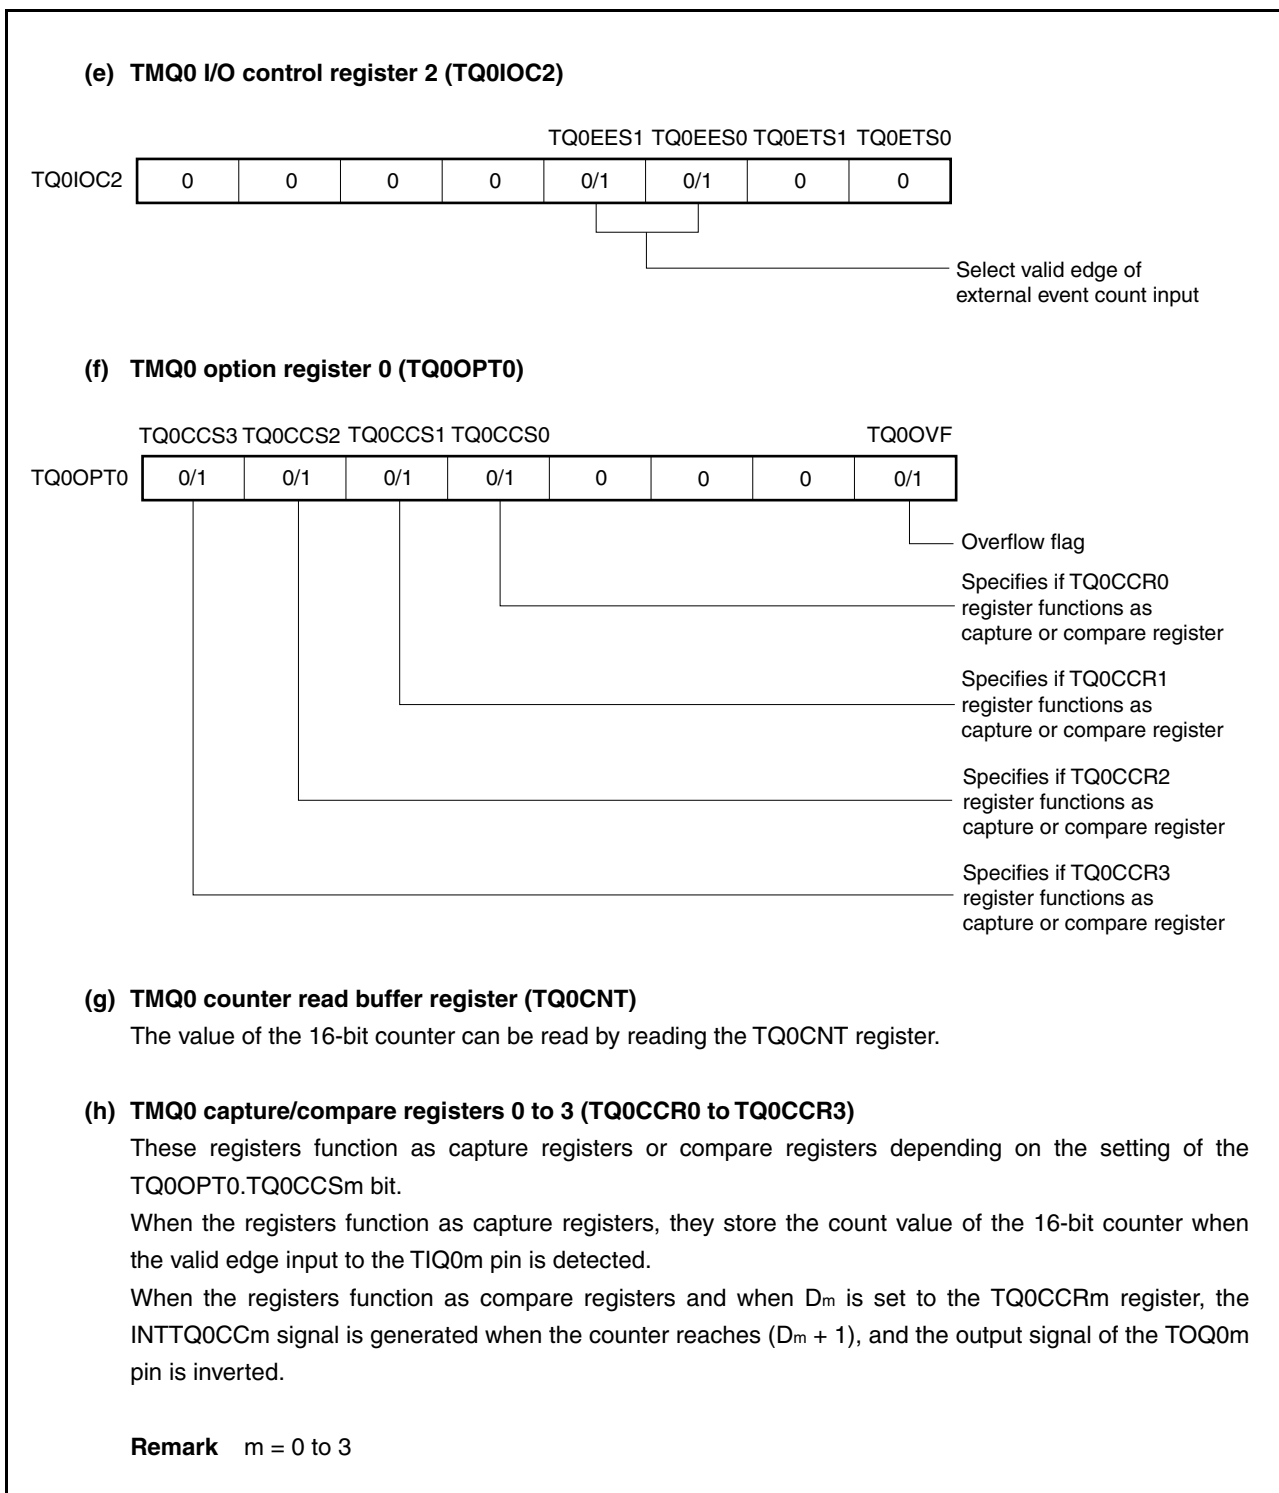 (e) TMQ0 I/O control register 2 (TQ0IOC2)
TQ0EES1 TQ0EES0 TQ0ETS1 TQ0ETS0
TQ0IOC2 0 0 0 0 0/1 0/1 0 0
Select valid edge of
external event count input
(f) TMQ0 option register 0 (TQ0OPT0)
TQ0CCS3 TQ0CCS2 TQ0CCS1 TQ0CCS0 TQ0OVF
TQ0OPT0 0/1 0/1 0/1 0/1 0 0 0 0/1
Overflow flag
Specifies if TQ0CCR0
register functions as
capture or compare register
Specifies if TQ0CCR1
register functions as
capture or compare register
Specifies if TQ0CCR2
register functions as
capture or compare register
Specifies if TQ0CCR3
register functions as
capture or compare register
(g) TMQ0 counter read buffer register (TQ0CNT)
The value of the 16-bit counter can be read by reading the TQ0CNT register.
(h) TMQ0 capture/compare registers 0 to 3 (TQ0CCR0 to TQ0CCR3)
These registers function as capture registers or compare registers depending on the setting of the
TQ0OPT0.TQ0CCSm bit.
When the registers function as capture registers, they store the count value of the 16-bit counter when
the valid edge input to the TIQ0m pin is detected.
When the registers function as compare registers and when Dm is set to the TQ0CCRm register, the
INTTQ0CCm signal is generated when the counter reaches (Dm + 1), and the output signal of the TOQ0m
pin is inverted.
Remark m = 0 to 3